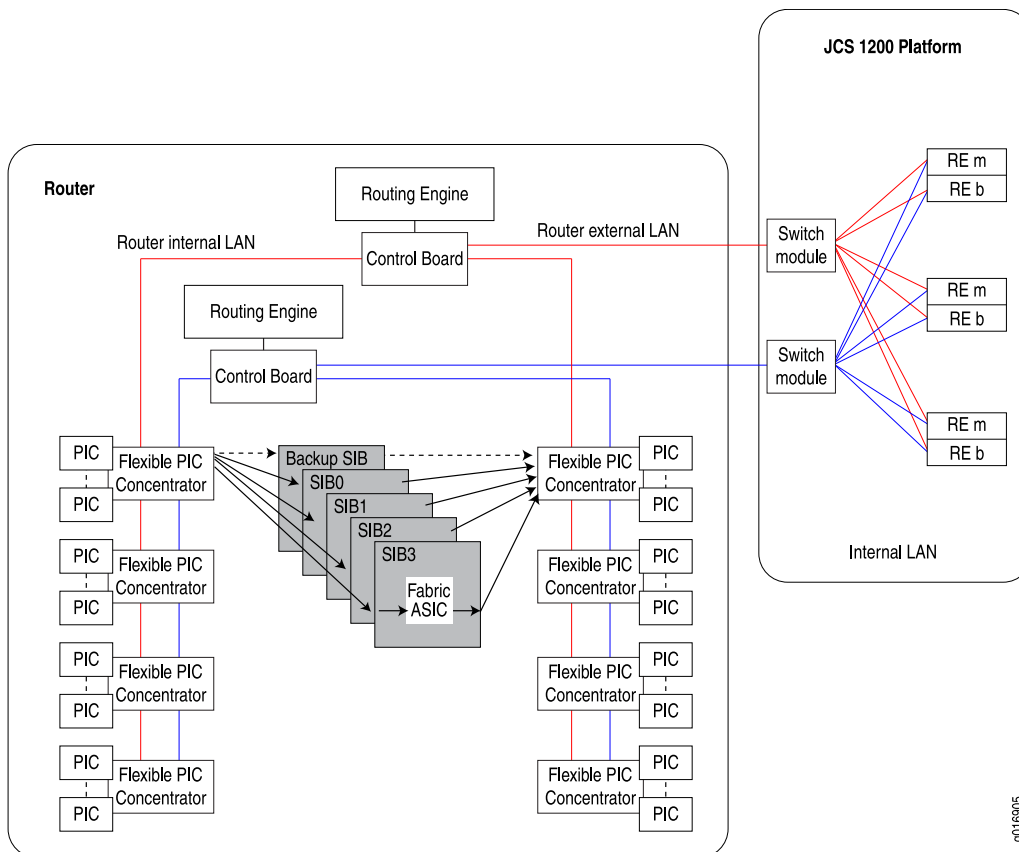 JCS 1200 Platform
RE m
RE b
Switch
module
RE m
RE b
Switch
module
RE m
RE b
Internal LAN
Router
Routing Engine
Router internal LAN
Control Board
Router external LAN
Routing Engine
Control Board
PIC
PIC
Flexible PIC
Concentrator
Backup SIB
SIB0
SIB1
SIB2
SIB3
Fabric
ASIC
Flexible PIC
Concentrator
PIC
PIC
PIC
PIC
Flexible PIC
Concentrator
Flexible PIC
Concentrator
PIC
PIC
PIC
PIC
Flexible PIC
Concentrator
Flexible PIC
Concentrator
PIC
PIC
PIC
PIC
Flexible PIC
Concentrator
Flexible PIC
Concentrator
PIC
PIC
g016905